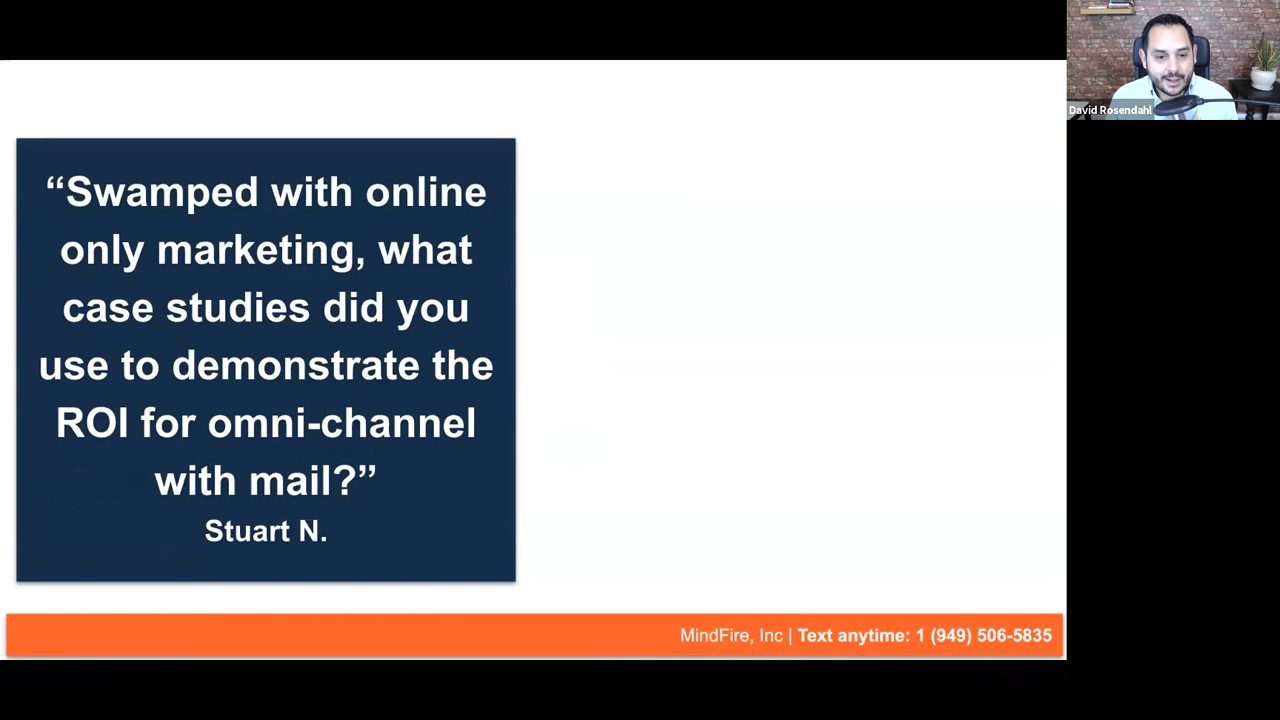 David Rosendahl
“Swamped with online
only marketing, what
case studies did you
use to demonstrate the
ROI for omni-channel
with mail?”
Stuart N.
MindFire, Inc | Text anytime: 1 (949) 506-5835